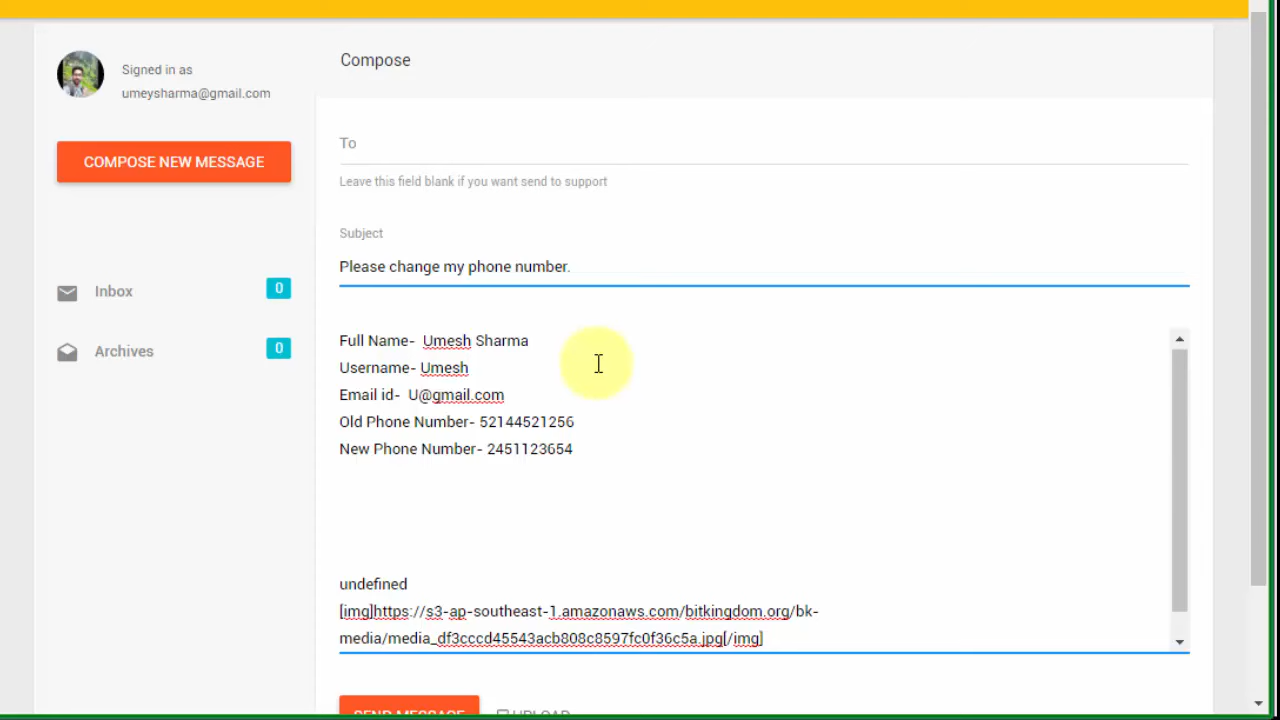 Signed in as
umeysharma@gmail.com
COMPOSE NEW MESSAGE
Inbox
0
Archives
0
Compose
To
Leave this field blank if you want send to support
Subject
Please change my phone number.
Full Name-  Umesh Sharma
Username- Umesh
Email id-  U@gmail.com
Old Phone Number- 52144521256
New Phone Number- 2451123654
undefined
[img]https://s3-ap-southeast-1.amazonaws.com/bitkingdom.org/bk-
media/media_df3cccd45543acb808c8597fc0f36c5a.jpg[/img]
SEND MESSAGE
UPLOAD